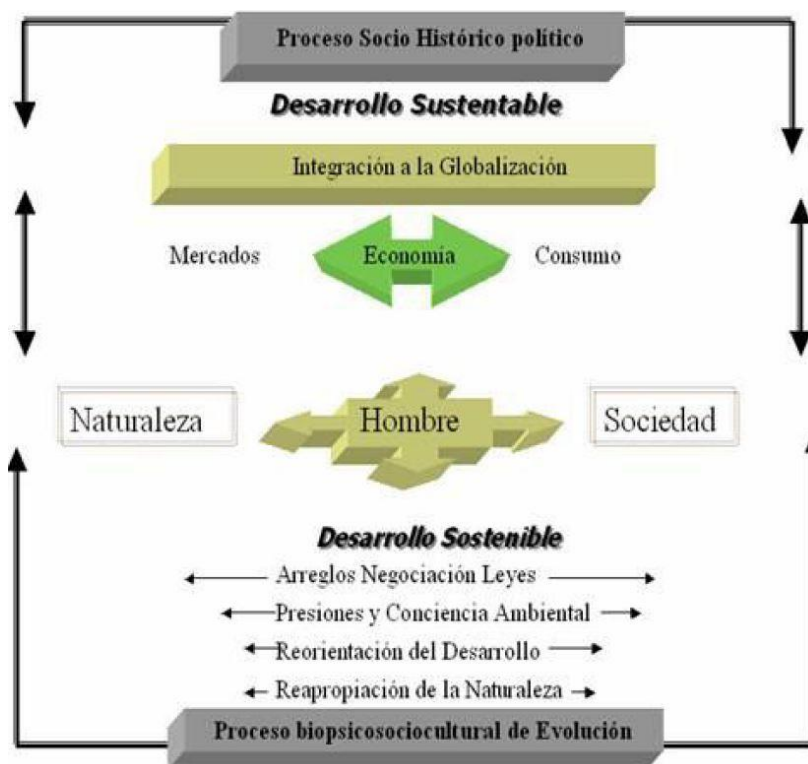 Proceso Socio Histórico político
Desarrollo Sustentable
Integración a la Globalización
Mercados
Economía
Consumo
Naturaleza
Hombre
Sociedad
Desarrollo Sostenible
Arreglos Negociación Leyes
Presiones y Conciencia Ambiental
Reorientación del Desarrollo
Reapropiación de la Naturaleza
Proceso biopsicosociocultural de Evolución